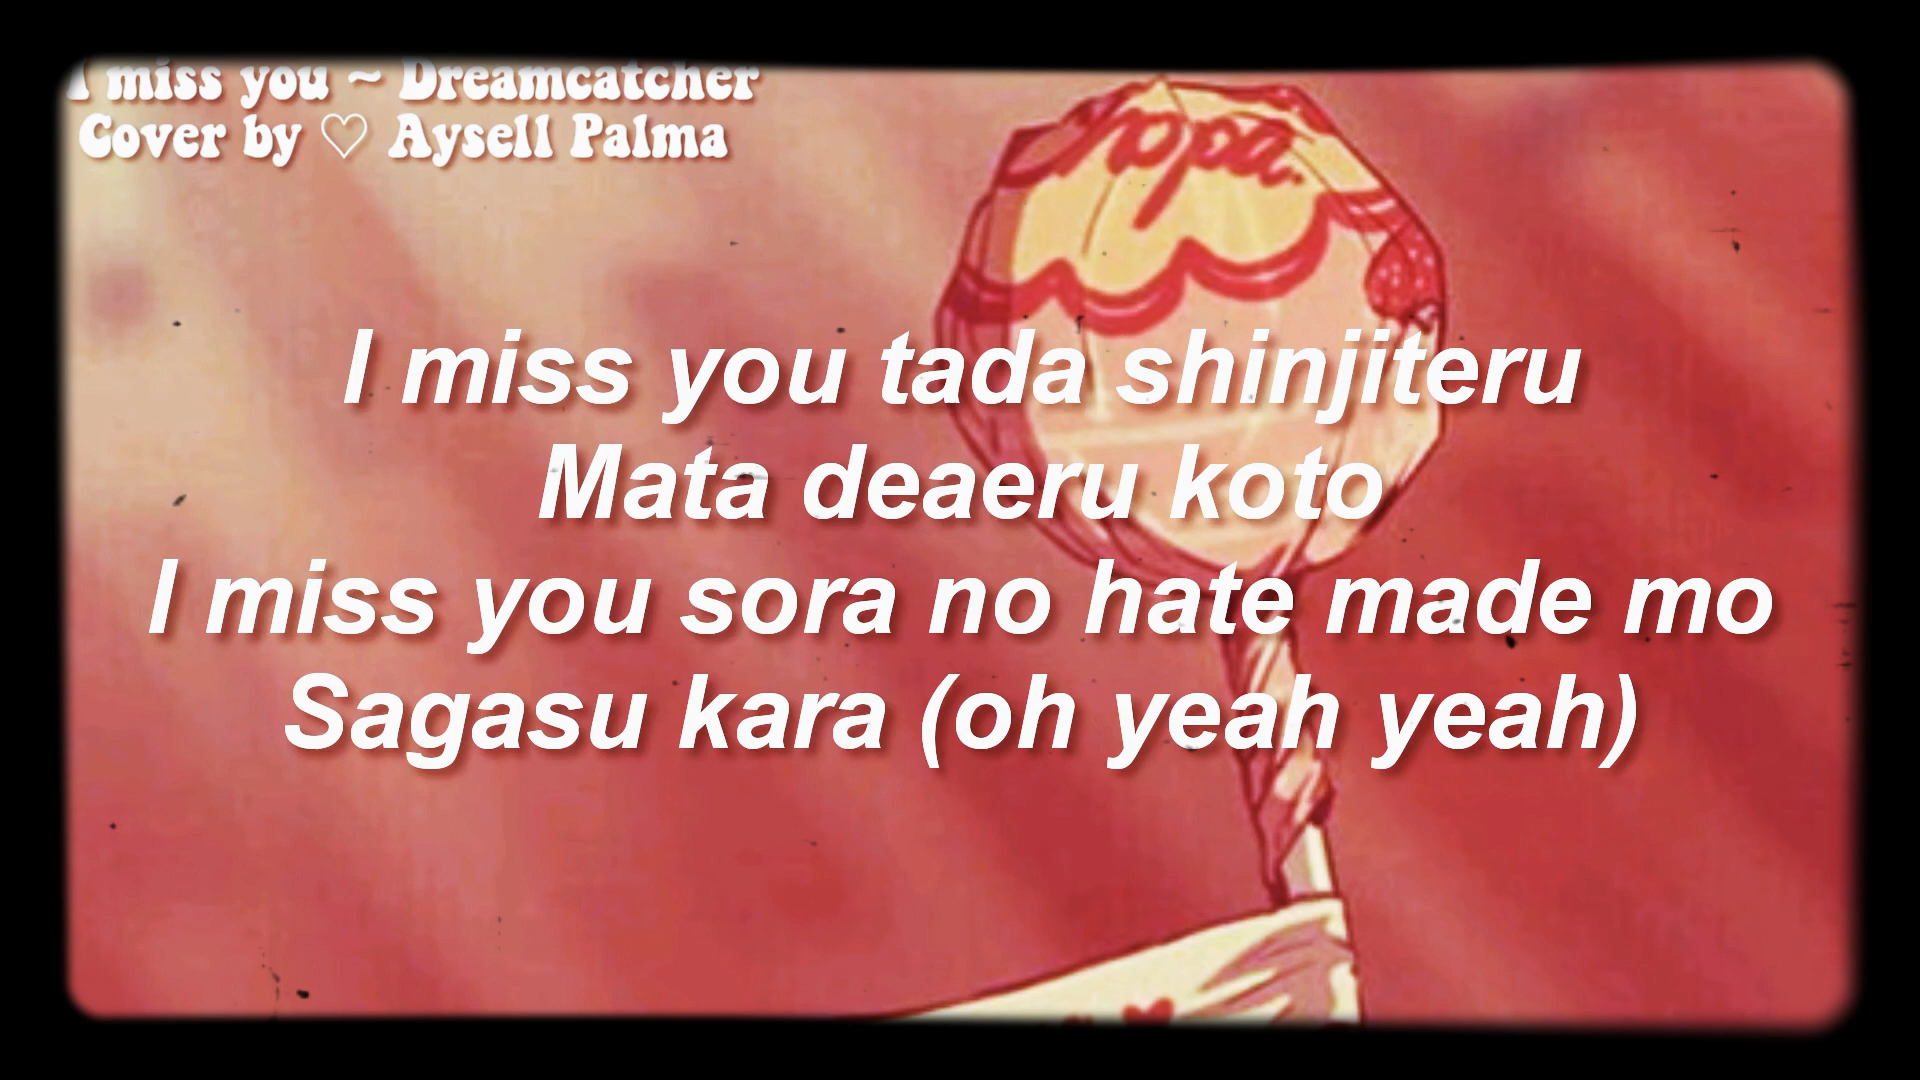 I miss you ~ Dreamcatcher
Cover by ♡ Aysell Palma
hopa
I miss you tada shinjiteru
Mata deaeru koto
I miss you sora no hate made mo
Sagasu kara (oh yeah yeah)